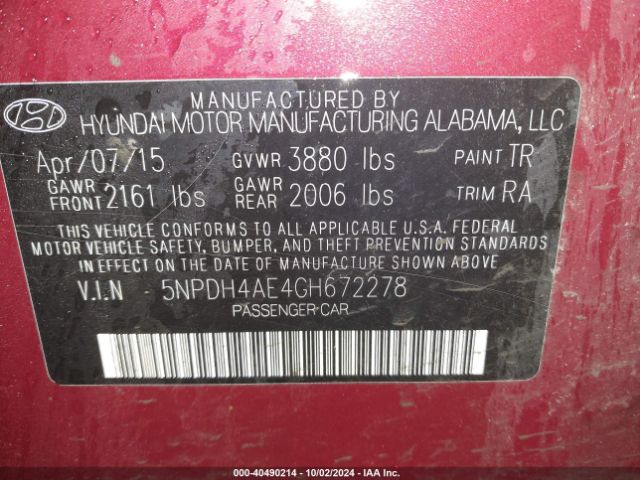 MANUFACTURED BY
HYUNDAI MOTOR MANUFACTURING ALABAMA, LLC
Apr/07/15 GVWR 3880 lbs PAINT TR
GAWR FRONT 2161 lbs GAWR REAR 2006 lbs TRIM RA
THIS VEHICLE CONFORMS TO ALL APPLICABLE U.S.A. FEDERAL
MOTOR VEHICLE SAFETY, BUMPER, AND THEFT PREVENTION STANDARDS
IN EFFECT ON THE DATE OF MANUFACTURE SHOWN ABOVE.
V.I.N 5NPDH4AE4GH672278
PASSENGER CAR
000-40490214 - 10/02/2024 - IAA Inc.